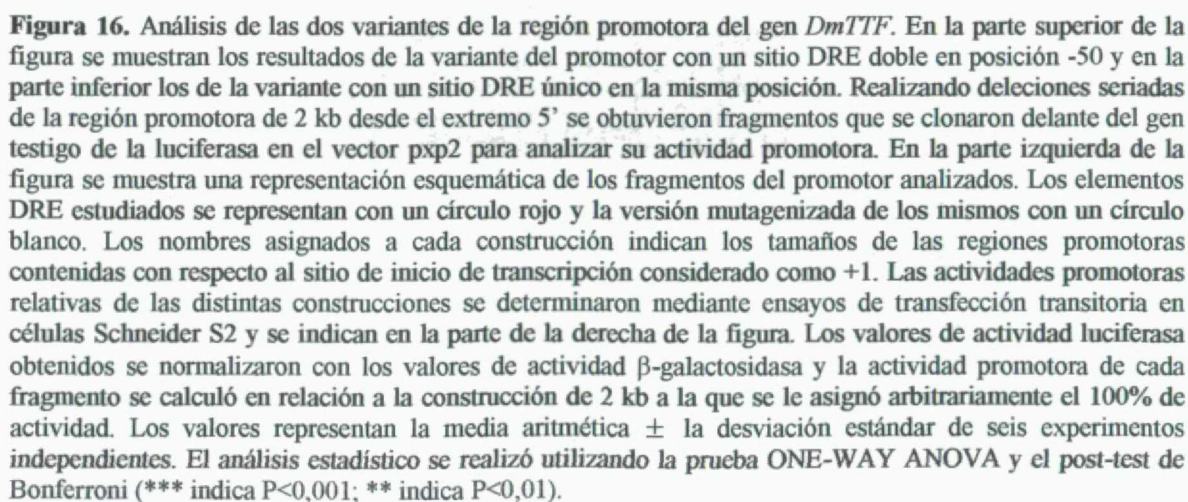 Figura 16. Análisis de las dos variantes de la región promotora del gen DmTTF. En la parte superior de la
figura se muestran los resultados de la variante del promotor con un sitio DRE doble en posición -50 y en la
parte inferior los de la variante con un sitio DRE único en la misma posición. Realizando deleciones seriadas
de la región promotora de 2 kb desde el extremo 5’ se obtuvieron fragmentos que se clonaron delante del gen
testigo de la luciferasa en el vector pxp2 para analizar su actividad promotora. En la parte izquierda de la
figura se muestra una representación esquemática de los fragmentos del promotor analizados. Los elementos
DRE estudiados se representan con un círculo rojo y la versión mutagenizada de los mismos con un círculo
blanco. Los nombres asignados a cada construcción indican los tamaños de las regiones promotoras
contenidas con respecto al sitio de inicio de transcripción considerado como +1. Las actividades promotoras
relativas de las distintas construcciones se determinaron mediante ensayos de transfección transitoria en
células Schneider S2 y se indican en la parte de la derecha de la figura. Los valores de actividad luciferasa
obtenidos se normalizaron con los valores de actividad β-galactosidasa y la actividad promotora de cada
fragmento se calculó en relación a la construcción de 2 kb a la que se le asignó arbitrariamente el 100% de
actividad. Los valores representan la media aritmética ± la desviación estándar de seis experimentos
independientes. El análisis estadístico se realizó utilizando la prueba ONE-WAY ANOVA y el post-test de
Bonferroni (*** indica P<0,001; ** indica P<0,01).